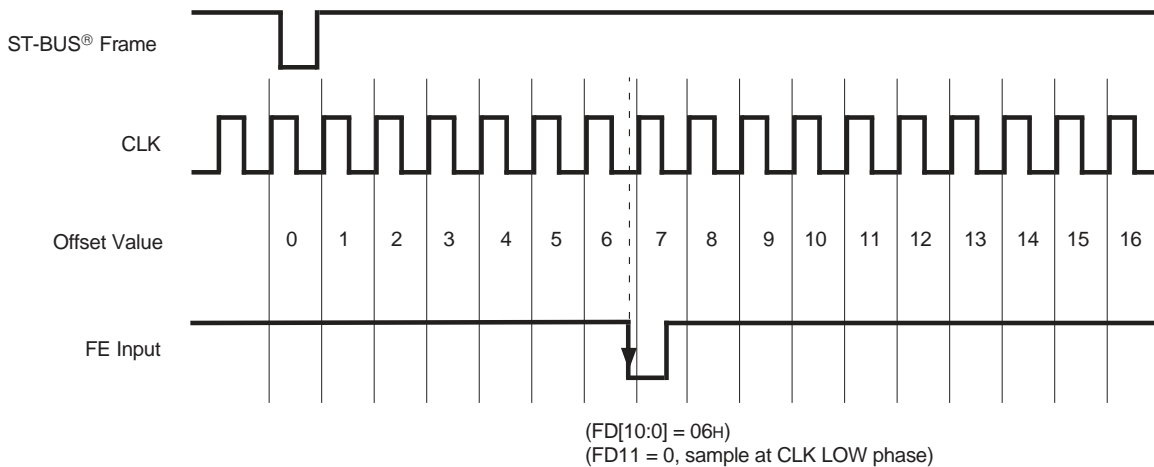 ST-BUS® Frame
CLK
Offset Value 0 1 2 3 4 5 6 7 8 9 10 11 12 13 14 15 16
FE Input
(FD[10:0] = 06H)
(FD11 = 0, sample at CLK LOW phase)